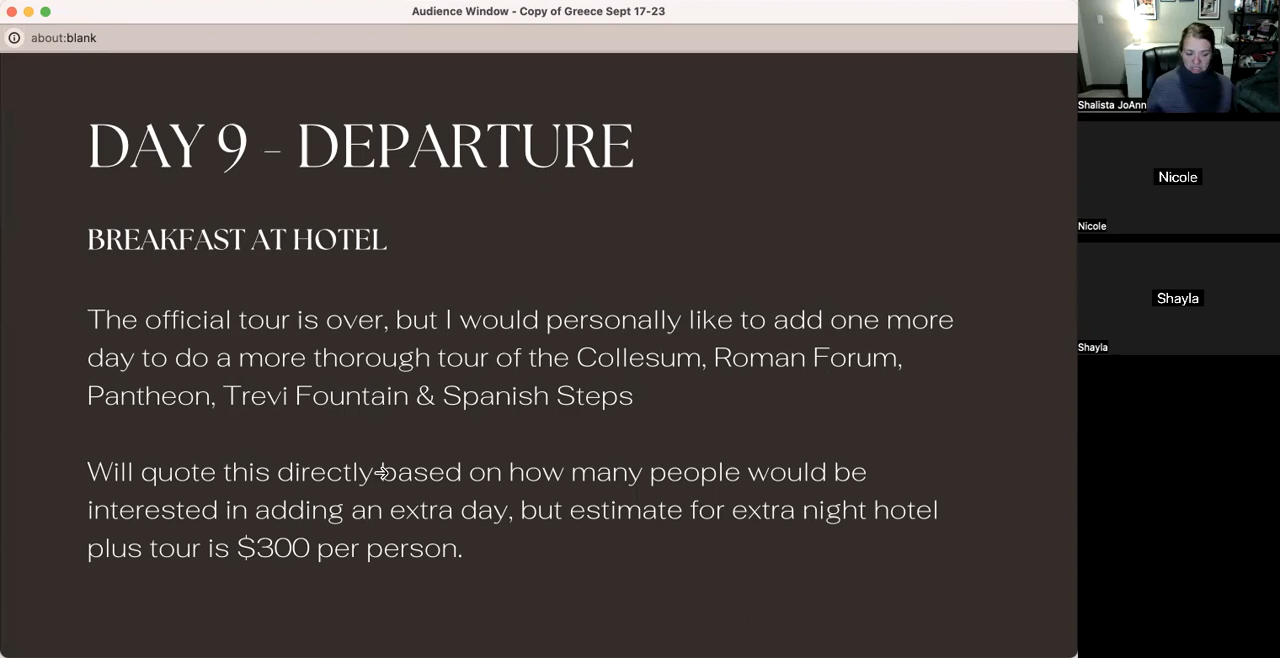 Audience Window - Copy of Greece Sept 17-23
about:blank
DAY 9 - DEPARTURE
BREAKFAST AT HOTEL
The official tour is over, but I would personally like to add one more
day to do a more thorough tour of the Collesum, Roman Forum,
Pantheon, Trevi Fountain & Spanish Steps
Will quote this directly based on how many people would be
interested in adding an extra day, but estimate for extra night hotel
plus tour is $300 per person.
Shalista JoAnn
Nicole
Nicole
Shayla
Shayla